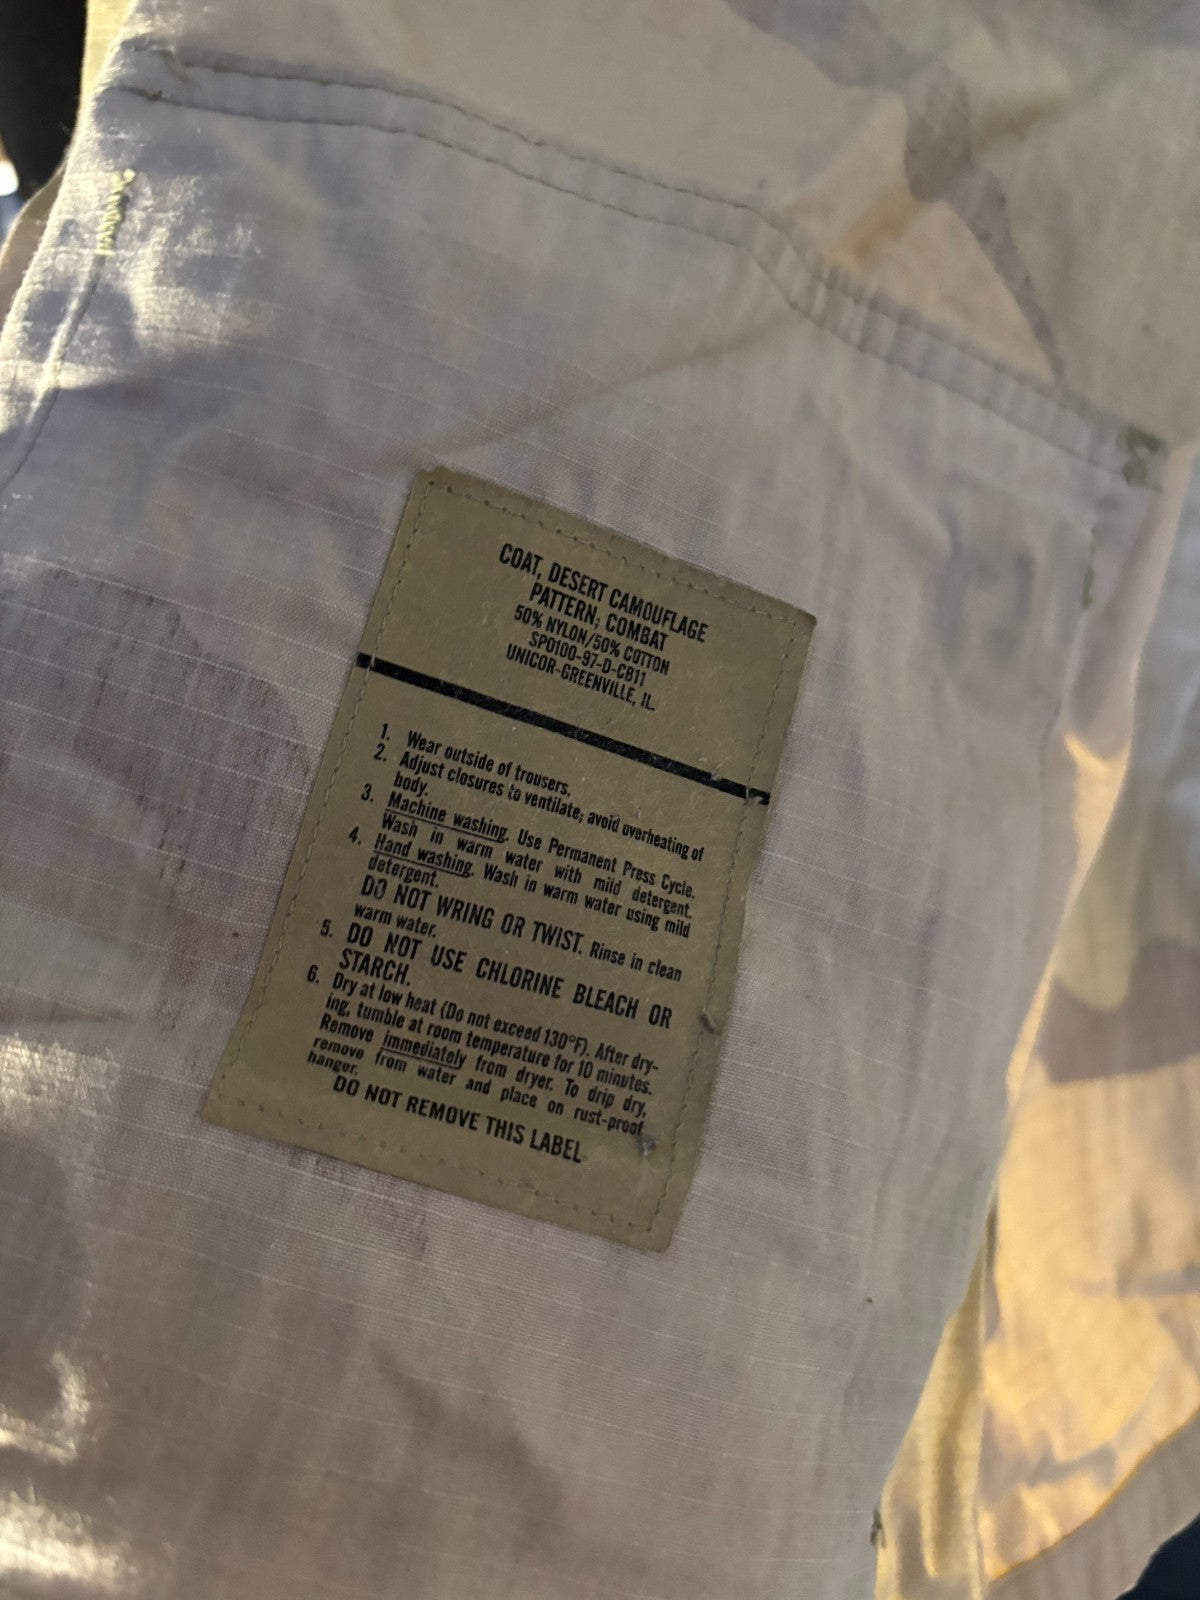 COAT, DESERT CAMOUFLAGE
PATTERN; COMBAT
50% NYLON/50% COTTON
SPO100-97-D-CB11
UNICOR-GREENVILLE, IL.
1. Wear outside of trousers.
2. Adjust closures to ventilate; avoid overheating of
body.
3. Machine washing. Use Permanent Press Cycle.
Wash in warm water with mild detergent.
4. Hand washing. Wash in warm water using mild
detergent.
DO NOT WRING OR TWIST. Rinse in clean
warm water.
5. DO NOT USE CHLORINE BLEACH OR
STARCH.
6. Dry at low heat (Do not exceed 130°F). After dry-
ing, tumble at room temperature for 10 minutes.
Remove immediately from dryer. To drip dry,
remove from water and place on rust-proof
hanger.
DO NOT REMOVE THIS LABEL